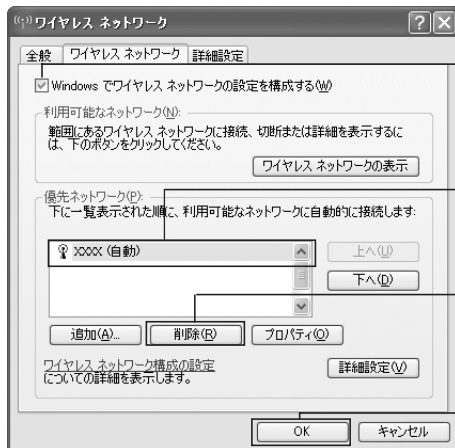 ワイヤレス ネットワーク
全般 ワイヤレス ネットワーク 詳細設定
Windows でワイヤレス ネットワークの設定を構成する(W)
利用可能なネットワーク(N):
範囲にあるワイヤレス ネットワークに接続、切断または詳細を表示するに
は、下のボタンをクリックしてください。
ワイヤレス ネットワークの表示
優先ネットワーク(P):
下に一覧表示された順に、利用可能なネットワークに自動的に接続します:
XXXX (自動)
上へ(U)
下へ(D)
追加(A)... 削除(R) プロパティ(O)
ワイヤレス ネットワーク構成の設定
についての詳細を表示します。
詳細設定(V)
OK キャンセル